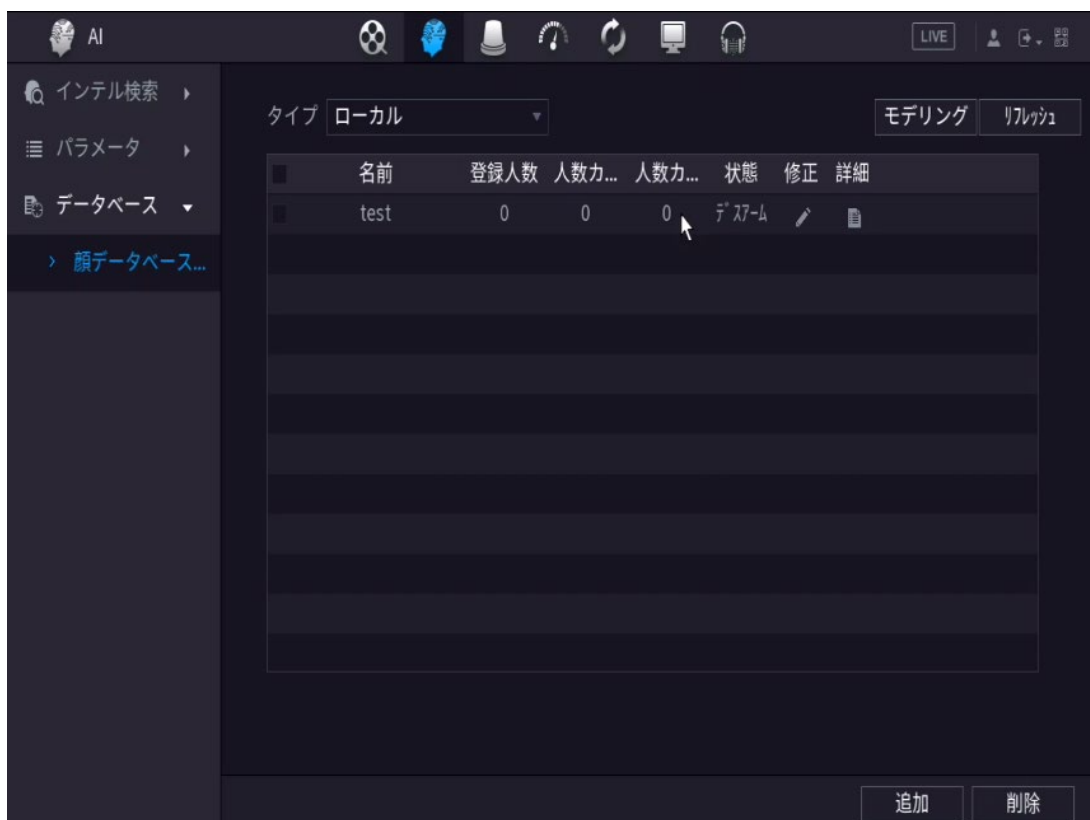 AI
LIVE
インテル検索
パラメータ
データベース
顔データベース...
タイプ ローカル
モデリング ﾘﾌﾚｯｼｭ
名前 登録人数 人数カ... 人数カ... 状態 修正 詳細
test 0 0 0 ﾃﾞｽｱｰﾑ
追加 削除